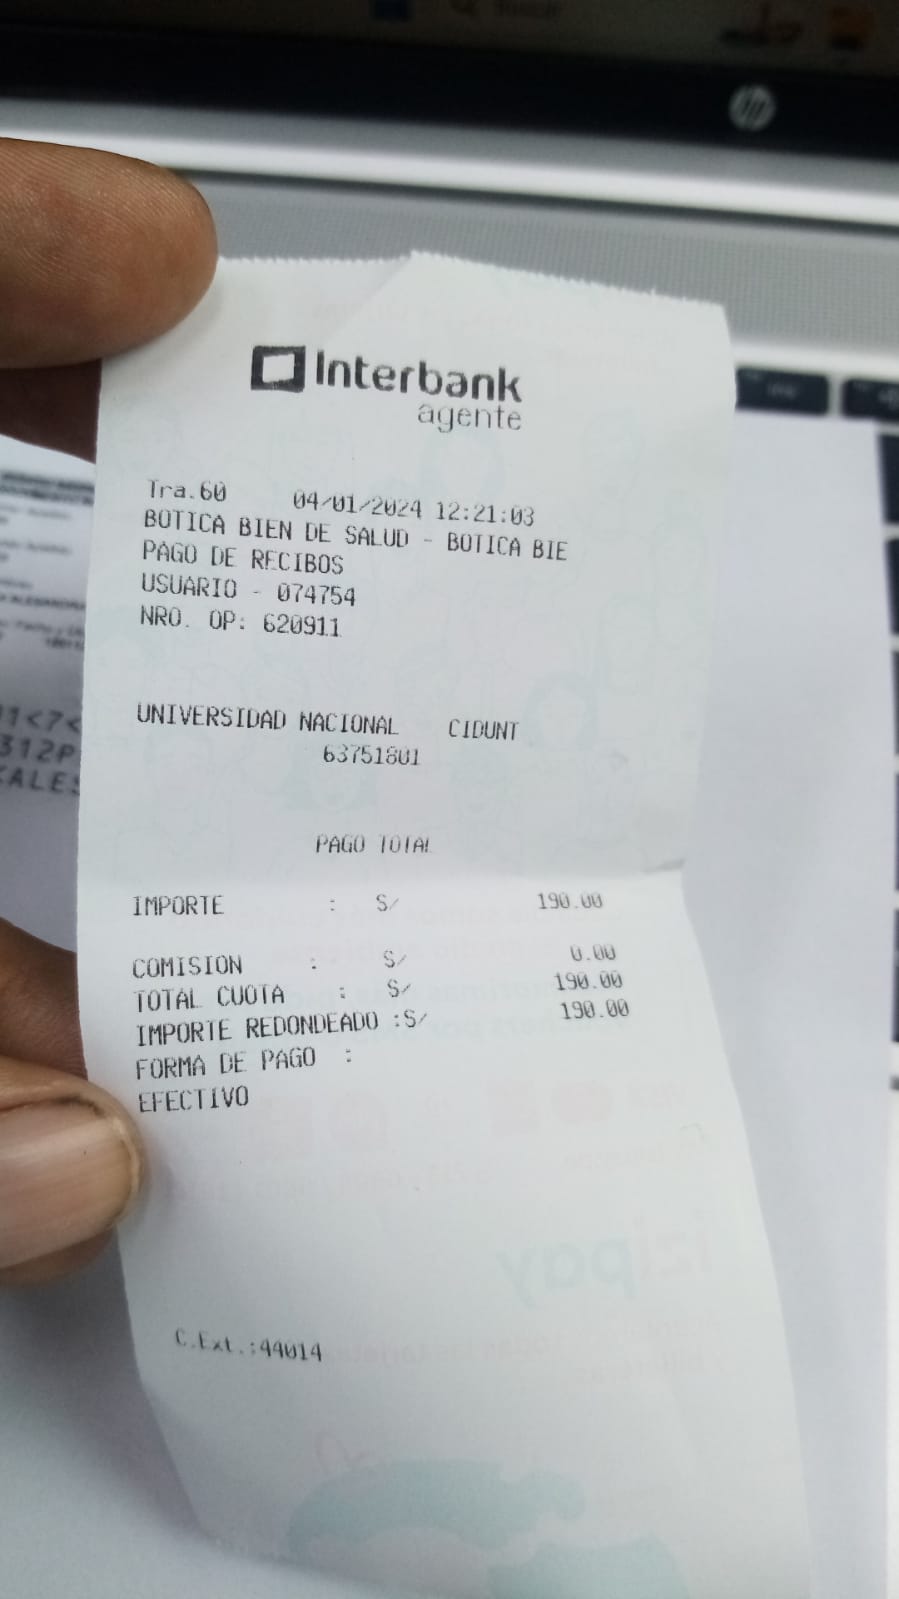 Interbank
agente
Tra.60 04/01/2024 12:21:03
BOTICA BIEN DE SALUD - BOTICA BIE
PAGO DE RECIBOS
USUARIO - 074754
NRO. OP: 620911
UNIVERSIDAD NACIONAL CIDUNT
63751801
PAGO TOTAL
IMPORTE : S/ 190.00
COMISION : S/ 0.00
TOTAL CUOTA : S/ 190.00
IMPORTE REDONDEADO :S/ 190.00
FORMA DE PAGO :
EFECTIVO
C.Ext.:44014
hp
312P